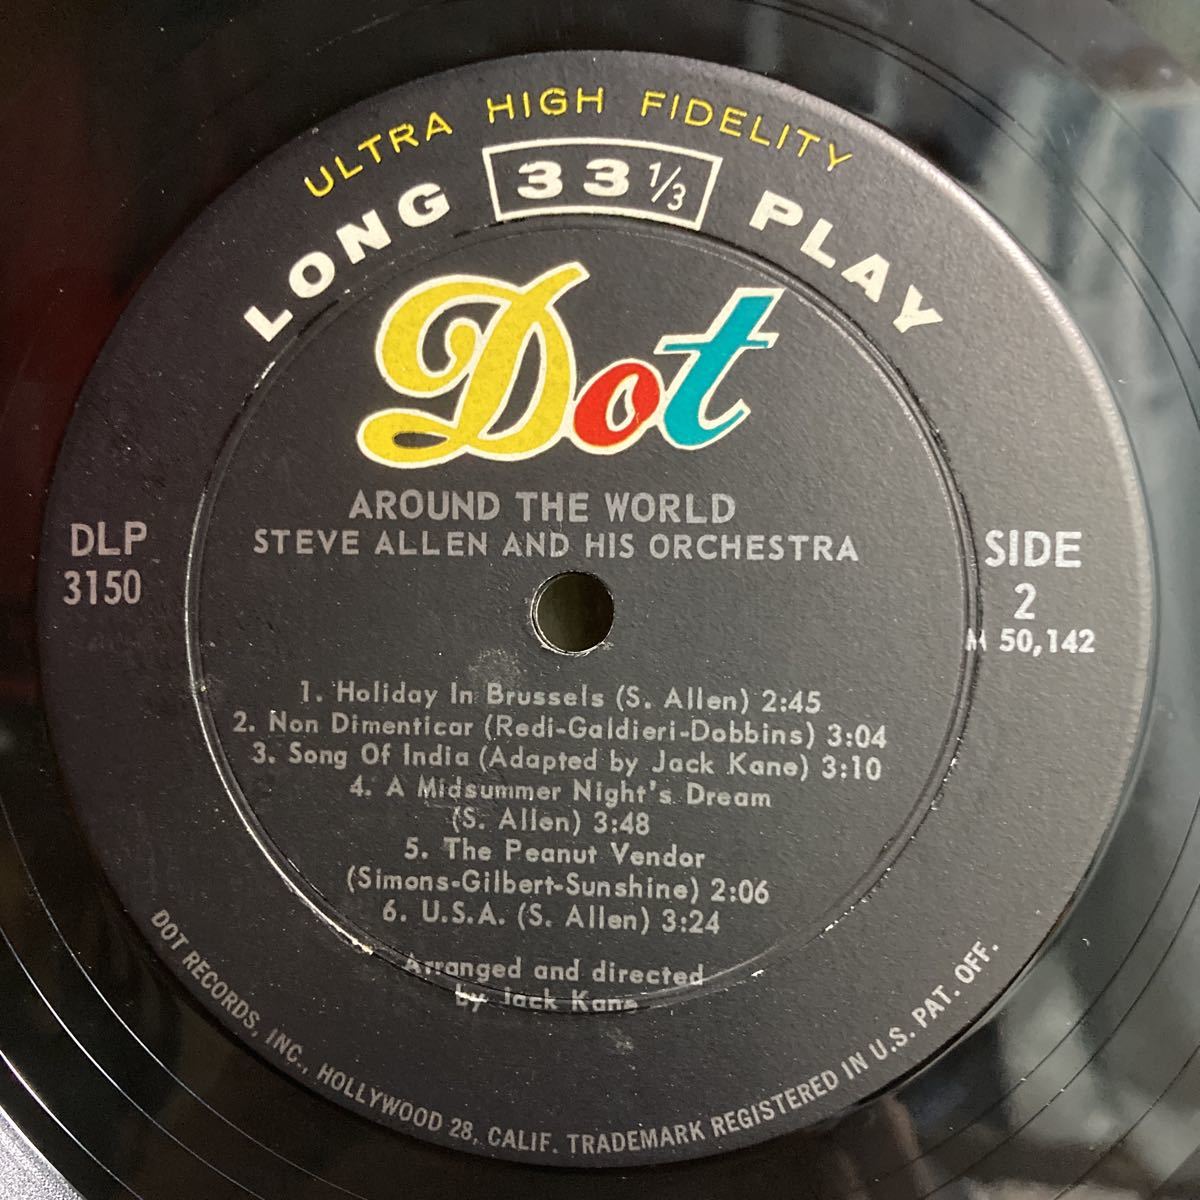 ULTRA HIGH FIDELITY
LONG 33 1/3 PLAY
Dot
AROUND THE WORLD
STEVE ALLEN AND HIS ORCHESTRA
DLP
3150
SIDE
2
M 50,142
1. Holiday In Brussels (S. Allen) 2:45
2. Non Dimenticar (Redi-Galdieri-Dobbins) 3:04
3. Song Of India (Adapted by Jack Kane) 3:10
4. A Midsummer Night's Dream
(S. Allen) 3:48
5. The Peanut Vendor
(Simons-Gilbert-Sunshine) 2:06
6. U.S.A. (S. Allen) 3:24
Arranged and directed
by Jack Kane
DOT RECORDS, INC., HOLLYWOOD 28, CALIF. TRADEMARK REGISTERED IN U.S. PAT. OFF.